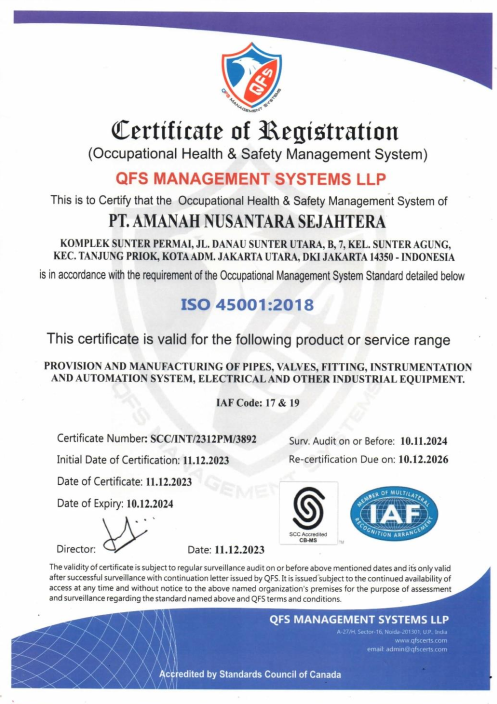 QFS
QFS MANAGEMENT SYSTEMS
Certificate of Registration
(Occupational Health & Safety Management System)
QFS MANAGEMENT SYSTEMS LLP
This is to Certify that the Occupational Health & Safety Management System of
PT. AMANAH NUSANTARA SEJAHTERA
KOMPLEK SUNTER PERMAI, JL. DANAU SUNTER UTARA, B, 7, KEL. SUNTER AGUNG,
KEC. TANJUNG PRIOK, KOTA ADM. JAKARTA UTARA, DKI JAKARTA 14350 - INDONESIA
is in accordance with the requirement of the Occupational Management System Standard detailed below
ISO 45001:2018
This certificate is valid for the following product or service range
PROVISION AND MANUFACTURING OF PIPES, VALVES, FITTING, INSTRUMENTATION
AND AUTOMATION SYSTEM, ELECTRICAL AND OTHER INDUSTRIAL EQUIPMENT.
IAF Code: 17 & 19
QFS MANAGEMENT SYSTEMS
Certificate Number: SCC/INT/2312PM/3892
Initial Date of Certification: 11.12.2023
Date of Certificate: 11.12.2023
Date of Expiry: 10.12.2024
Surv. Audit on or Before: 10.11.2024
Re-certification Due on: 10.12.2026
SCC Accredited
CB-MS
TM
MEMBER OF MULTILATERAL
IAF
RECOGNITION ARRANGEMENT
Director:
Date: 11.12.2023
The validity of certificate is subject to regular surveillance audit on or before above mentioned dates and its only valid
after successful surveillance with continuation letter issued by QFS. It is issued subject to the continued availability of
access at any time and without notice to the above named organization's premises for the purpose of assessment
and surveillance regarding the standard named above and QFS terms and conditions.
QFS MANAGEMENT SYSTEMS LLP
A-27/H, Sector-16, Noida-201301, U.P., India
www.qfscerts.com
email: admin@qfscerts.com
Accredited by Standards Council of Canada